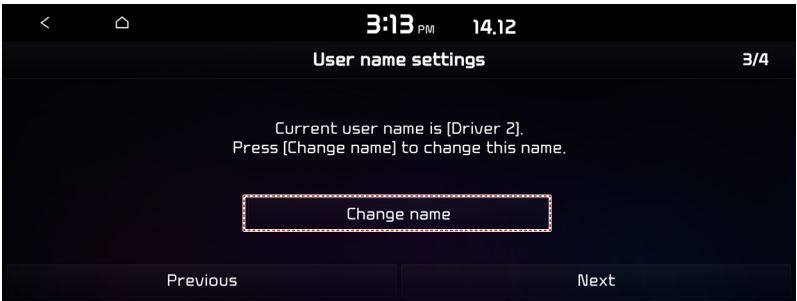 3:13 PM 14.12
User name settings 3/4
Current user name is [Driver 2].
Press [Change name] to change this name.
Change name
Previous Next